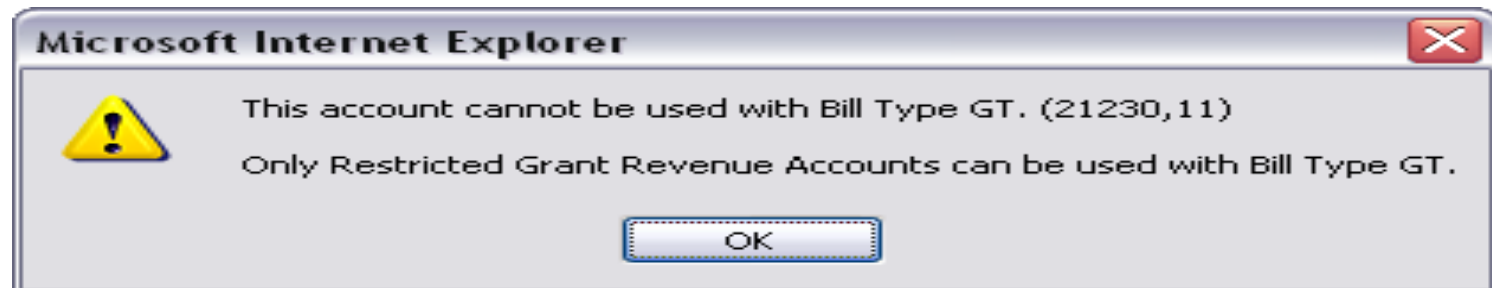 Microsoft Internet Explorer
This account cannot be used with Bill Type GT. (21230,11)
Only Restricted Grant Revenue Accounts can be used with Bill Type GT.
OK